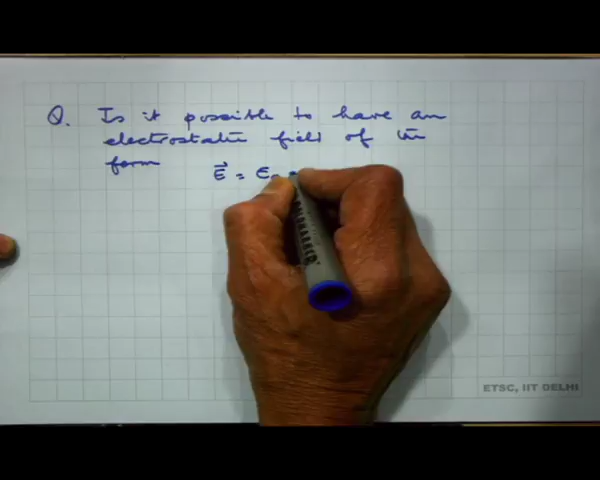 Q. Is it possible to have an
electrostatic field of the
form
E⃗ = E₀
ETSC, IIT DELHI